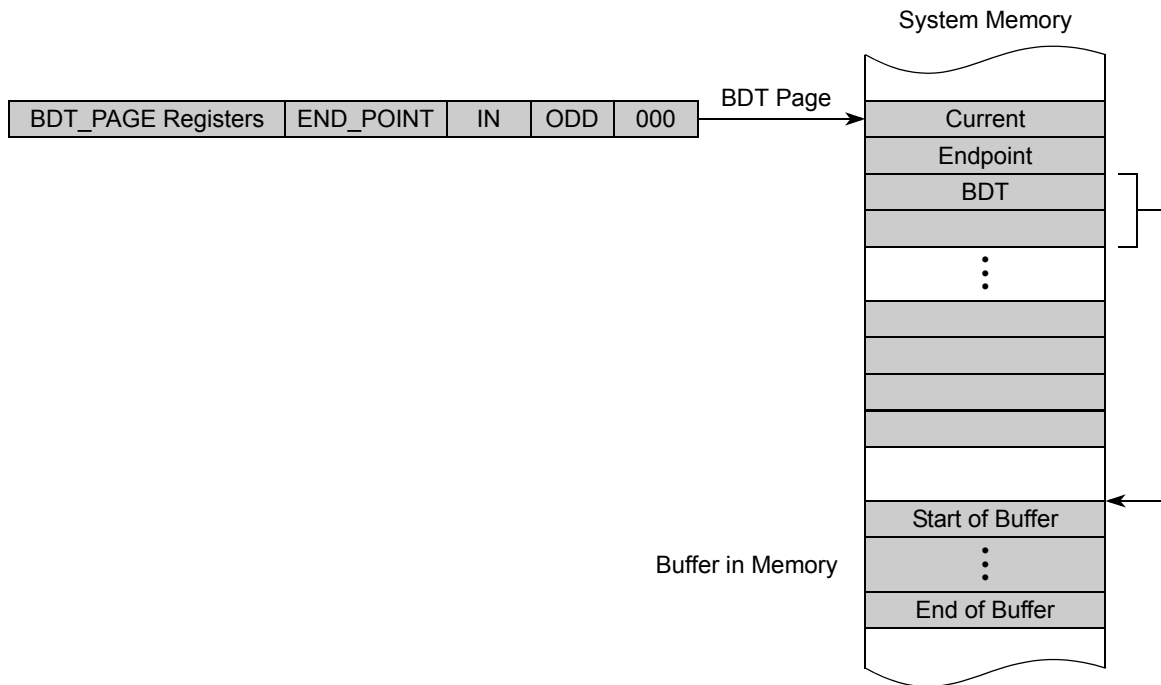 System Memory
BDT_PAGE Registers END_POINT IN ODD 000
BDT Page
Current
Endpoint
BDT
Start of Buffer
Buffer in Memory
End of Buffer